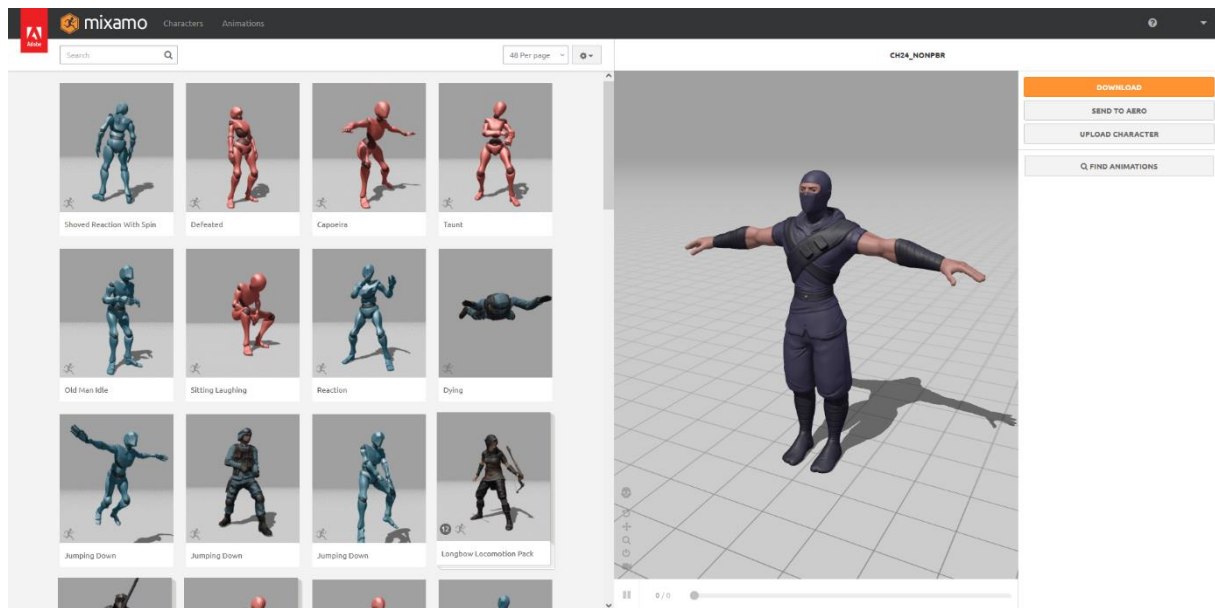 Adobe
mixamo Characters Animations
Search
48 Per page
CH24_NONPBR
Shoved Reaction With Spin
Defeated
Capoeira
Taunt
Old Man Idle
Sitting Laughing
Reaction
Dying
Jumping Down
Jumping Down
Jumping Down
12
Longbow Locomotion Pack
DOWNLOAD
SEND TO AERO
UPLOAD CHARACTER
FIND ANIMATIONS
0 / 0